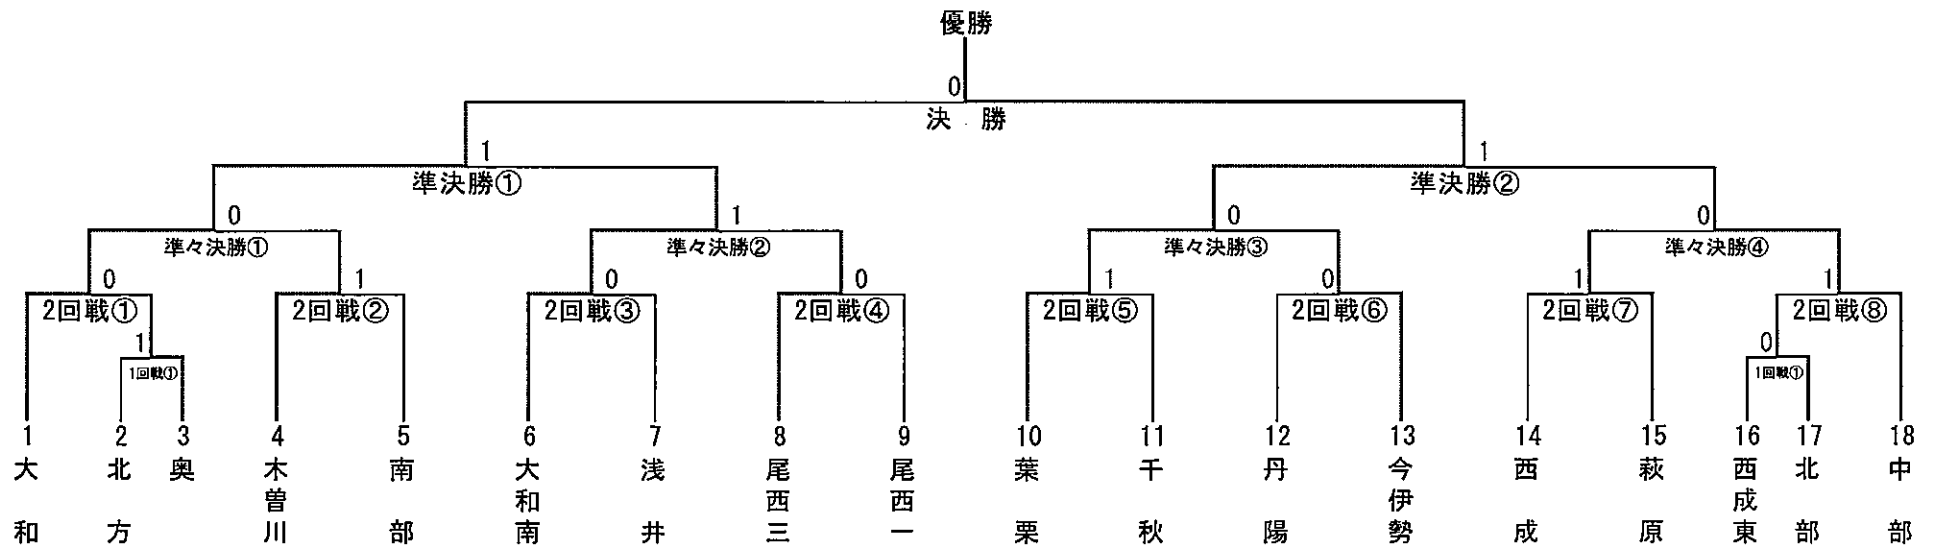 優勝
0
決 勝
1 1
準決勝① 準決勝②
0 1 0 0
準々決勝① 準々決勝② 準々決勝③ 準々決勝④
0 1 0 0 1 0 1 1
2回戦① 2回戦② 2回戦③ 2回戦④ 2回戦⑤ 2回戦⑥ 2回戦⑦ 2回戦⑧
1 0
1回戦① 1回戦①
1 2 3 4 5 6 7 8 9 10 11 12 13 14 15 16 17 18
大和
北方
奥
木曽川
南部
大和南
浅井
尾西三
尾西一
葉栗
千秋
丹陽
今伊勢
西成
萩原
西成東
北部
中部